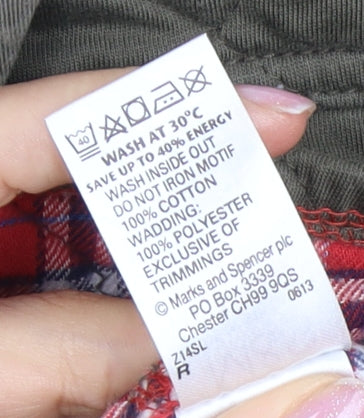 40
WASH AT 30°C
SAVE UP TO 40% ENERGY
WASH INSIDE OUT
DO NOT IRON MOTIF
100% COTTON
WADDING:
100% POLYESTER
EXCLUSIVE OF
TRIMMINGS
© Marks and Spencer plc
PO Box 3339
Chester CH99 9QS
0613
Z14SL
R